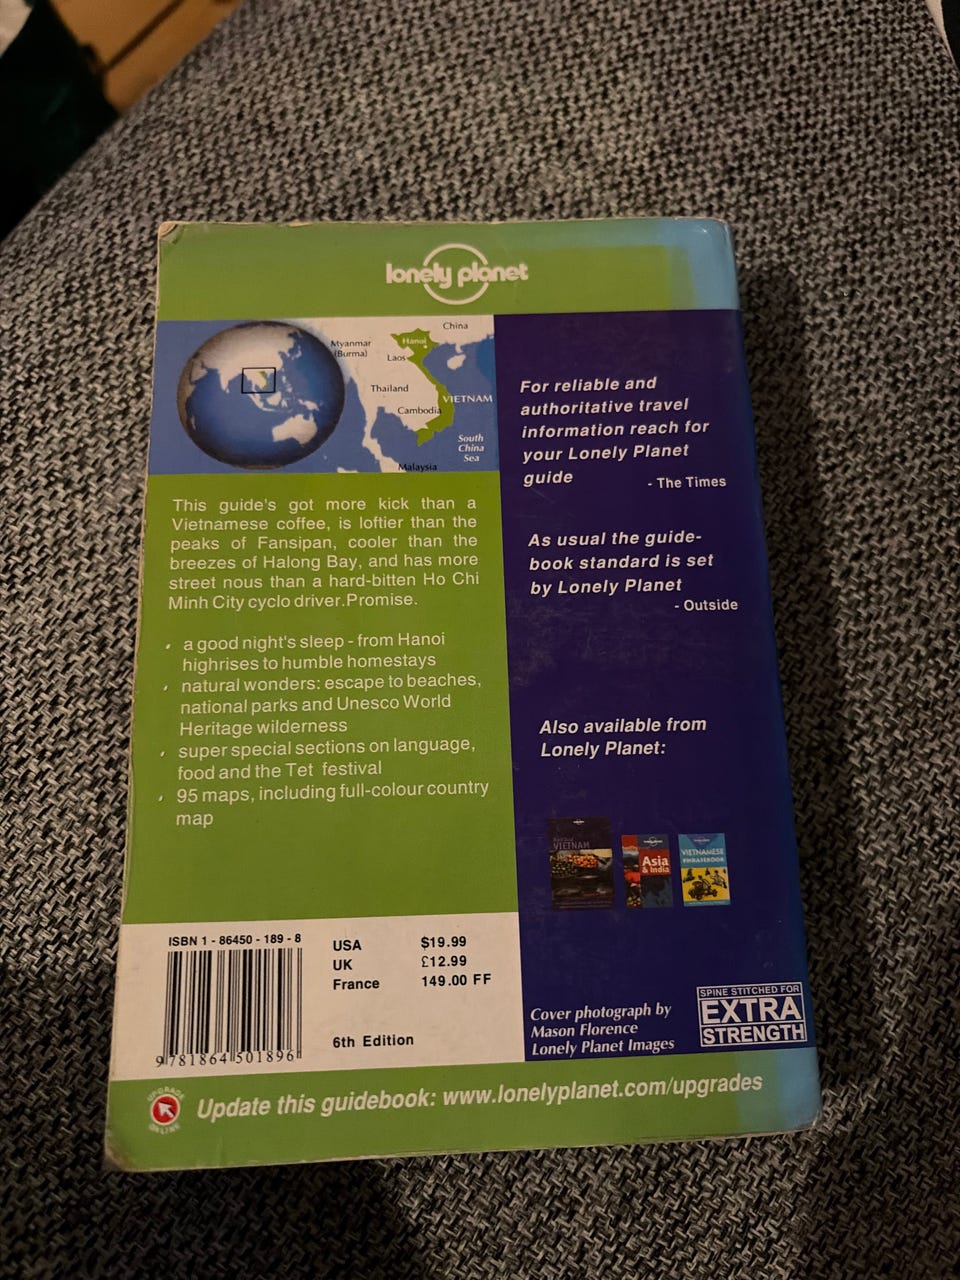 lonely planet
China
Myanmar
(Burma)
Hanoi
Laos
Thailand
VIETNAM
Cambodia
South
China
Sea
Malaysia
This guide's got more kick than a
Vietnamese coffee, is loftier than the
peaks of Fansipan, cooler than the
breezes of Halong Bay, and has more
street nous than a hard-bitten Ho Chi
Minh City cyclo driver.Promise.
• a good night's sleep - from Hanoi
highrises to humble homestays
• natural wonders: escape to beaches,
national parks and Unesco World
Heritage wilderness
• super special sections on language,
food and the Tet festival
• 95 maps, including full-colour country
map
For reliable and
authoritative travel
information reach for
your Lonely Planet
guide
- The Times
As usual the guide-
book standard is set
by Lonely Planet
- Outside
Also available from
Lonely Planet:
VIETNAM
Asia
& India
VIETNAMESE
PHRASEBOOK
ISBN 1 - 86450 - 189 - 8
USA $19.99
UK £12.99
France 149.00 FF
6th Edition
9 781864 501896
Cover photograph by
Mason Florence
Lonely Planet Images
SPINE STITCHED FOR
EXTRA
STRENGTH
UPGRADE
ONLINE
Update this guidebook: www.lonelyplanet.com/upgrades